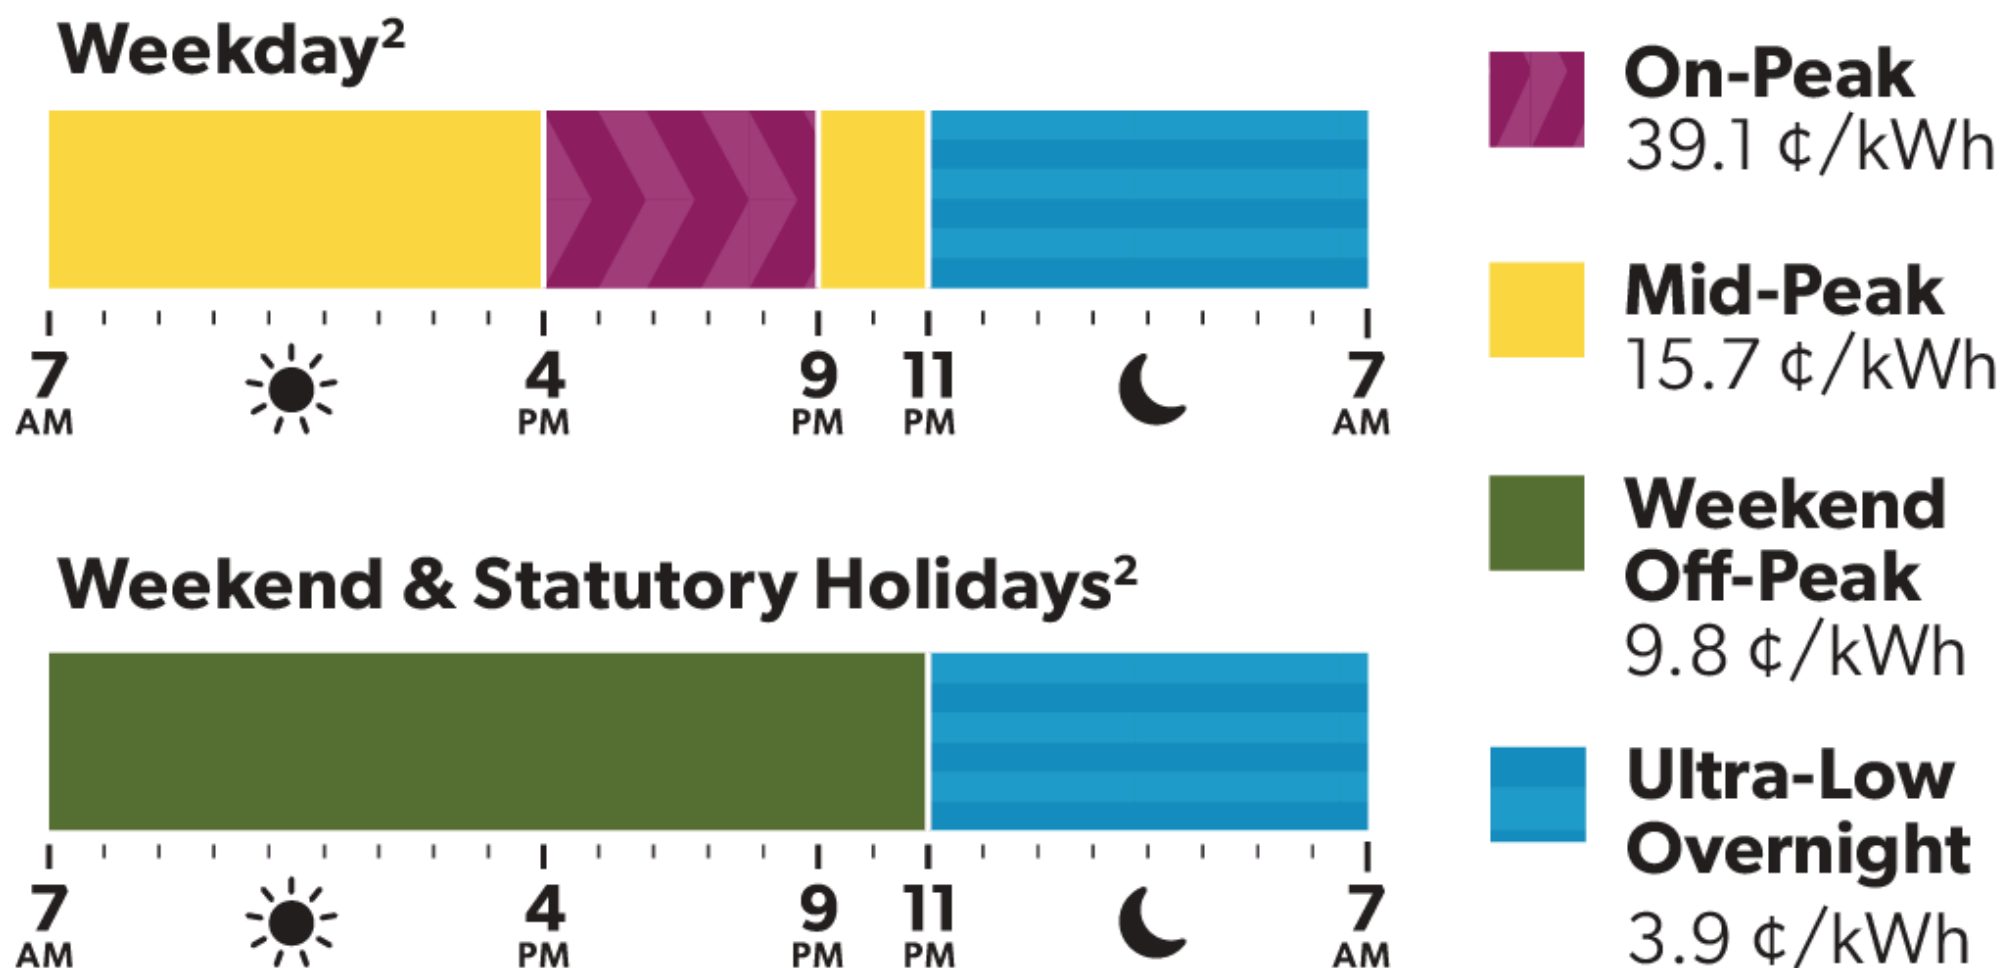 Weekday²
7 AM
4 PM
9 PM
11 PM
7 AM
Weekend & Statutory Holidays²
7 AM
4 PM
9 PM
11 PM
7 AM
On-Peak
39.1 ¢/kWh
Mid-Peak
15.7 ¢/kWh
Weekend
Off-Peak
9.8 ¢/kWh
Ultra-Low
Overnight
3.9 ¢/kWh